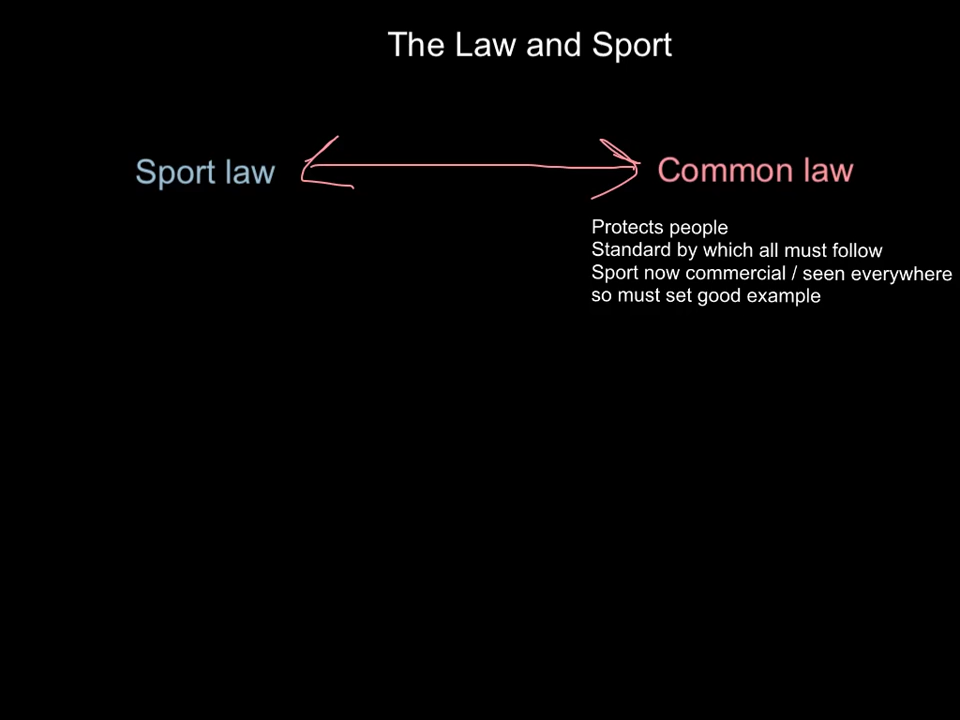 The Law and Sport
Sport law
Common law
Protects people
Standard by which all must follow
Sport now commercial / seen everywhere
so must set good example